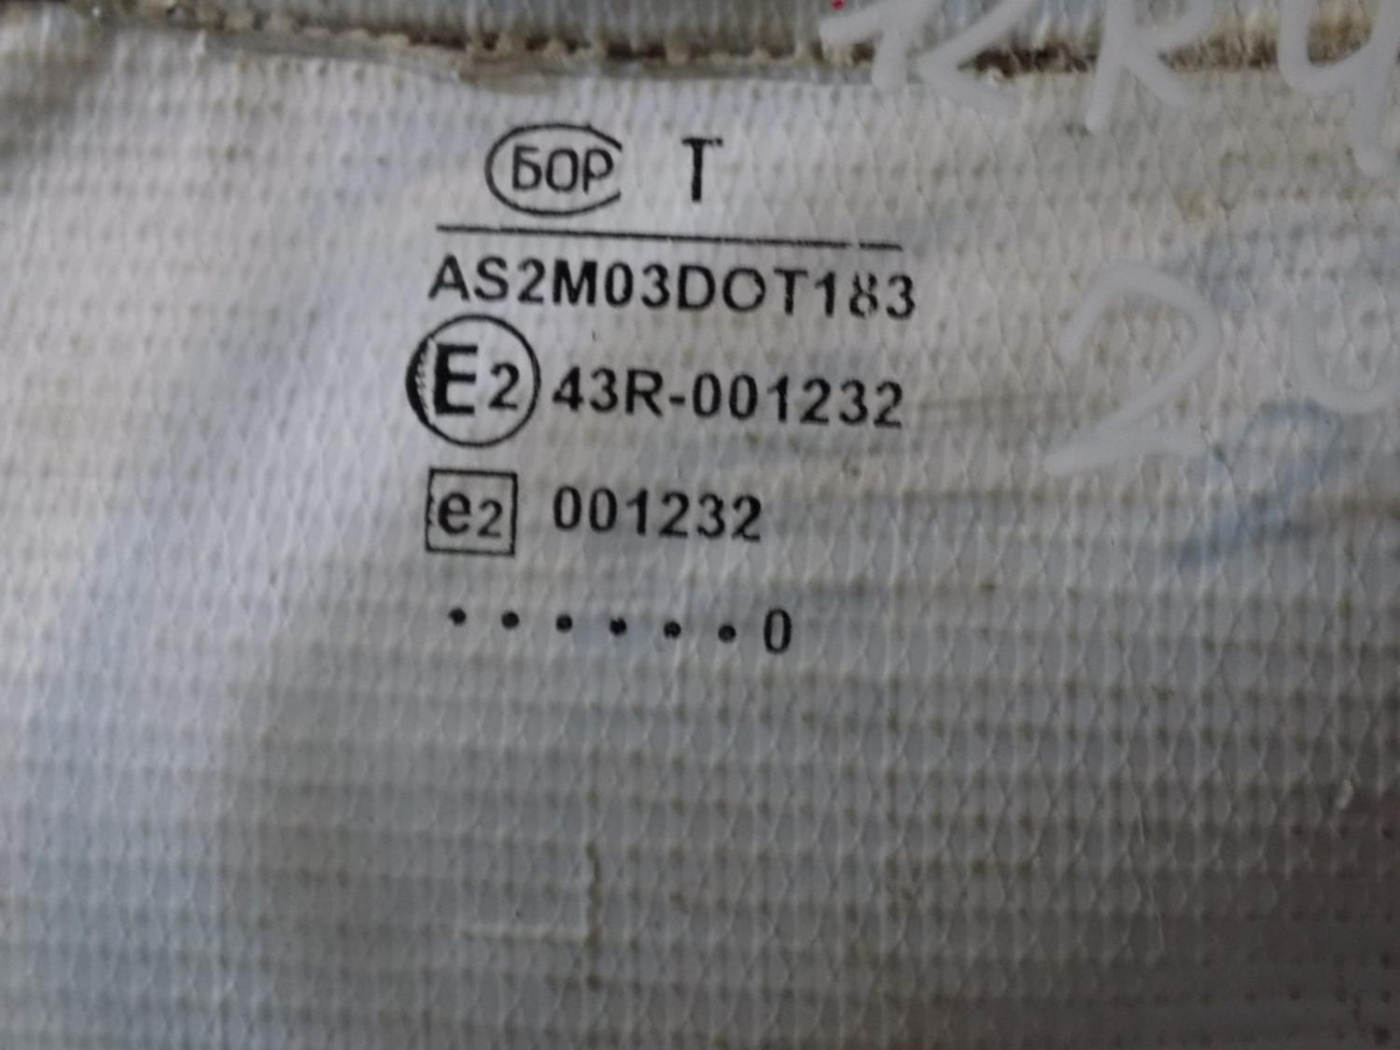 БОР T
AS2M03DOT183
E2 43R-001232
e2 001232
......0